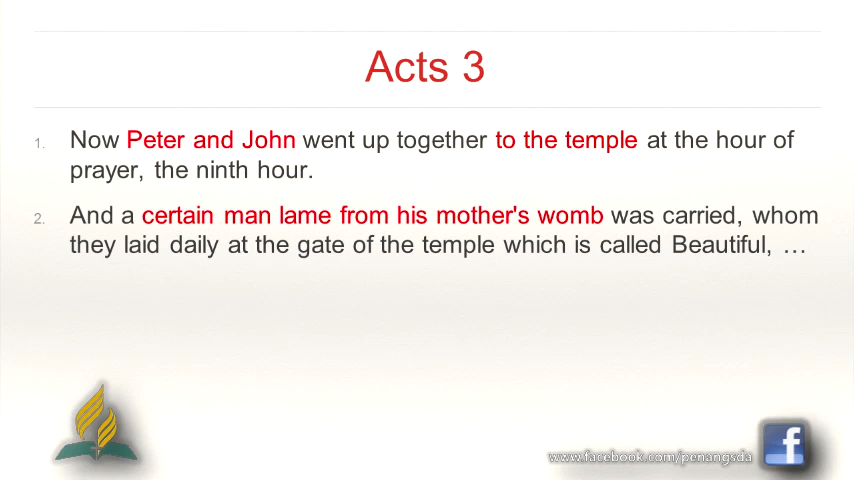 Acts 3
1. Now Peter and John went up together to the temple at the hour of
prayer, the ninth hour.
2. And a certain man lame from his mother's womb was carried, whom
they laid daily at the gate of the temple which is called Beautiful, …
www.facebook.com/penangsda
f